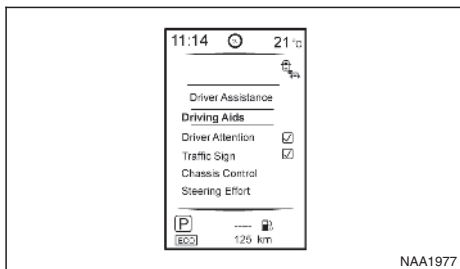 11:14 21 °C
Driver Assistance
Driving Aids
Driver Attention
Traffic Sign
Chassis Control
Steering Effort
P ----
ECO 125 km
NAA1977